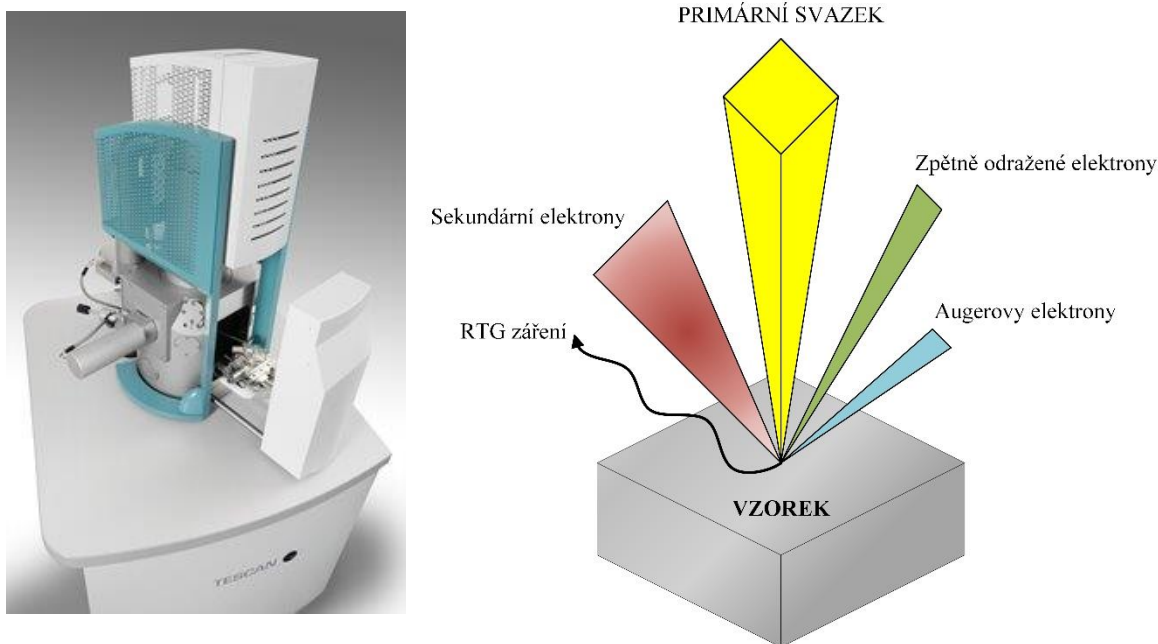 PRIMÁRNÍ SVAZEK
Zpětně odražené elektrony
Sekundární elektrony
RTG záření
Augerovy elektrony
VZOREK
TESCAN